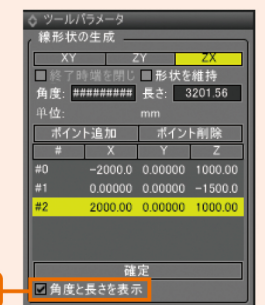 ツールパラメータ
線形状の生成
XY ZY ZX
終了時端を閉じ 形状を維持
角度: ######### 長さ: 3201.56
単位: mm
ポイント追加 ポイント削除
# X Y Z
#0 −2000.0 0.00000 1000.00
#1 0.00000 0.00000 −1500.0
#2 2000.00 0.00000 1000.00
確定
角度と長さを表示